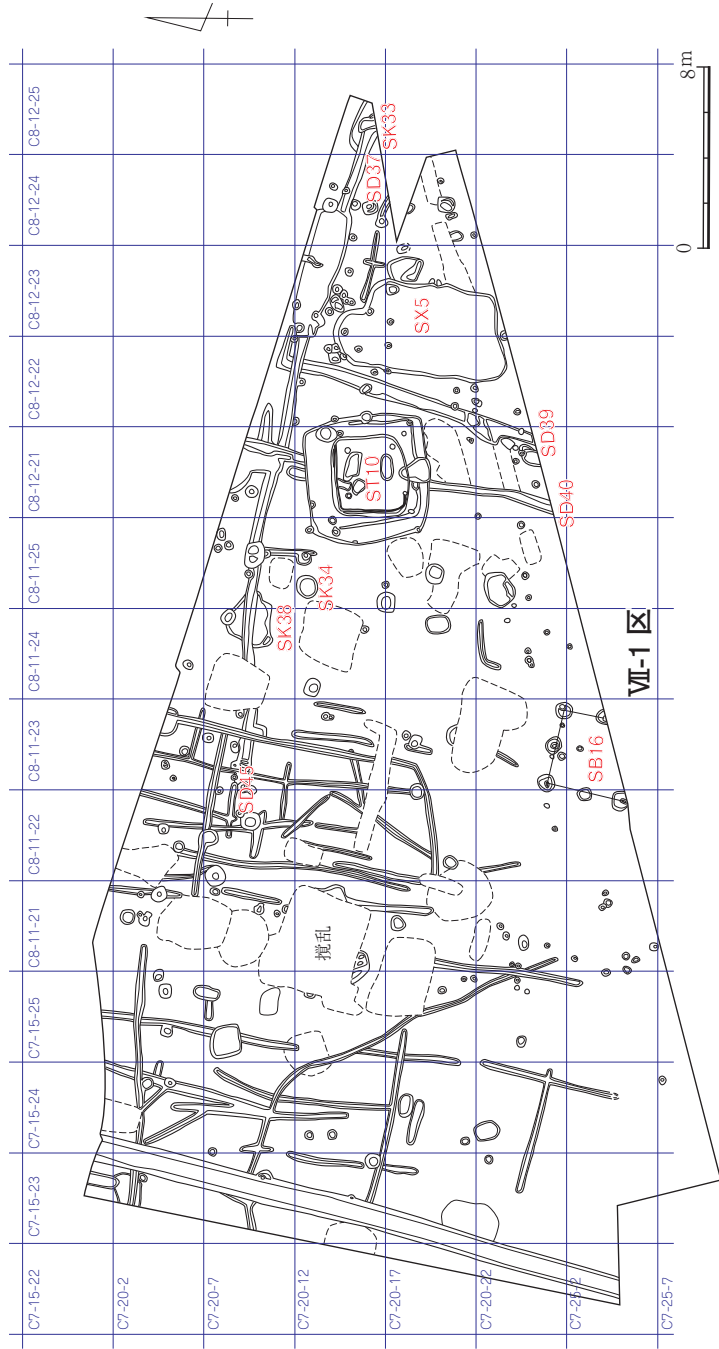 C8-12-25
C8-12-24
C8-12-23
C8-12-22
C8-12-21
C8-11-25
C8-11-24
C8-11-23
C8-11-22
C8-11-21
C7-15-25
C7-15-24
C7-15-23
C7-15-22
C7-20-2
C7-20-7
C7-20-12
C7-20-17
C7-20-22
C7-25-2
C7-25-7
SK33
SD37
SX5
SD39
SD40
ST10
SK34
SK38
SD45
SB16
Ⅶ-1 区
撹乱
0
8m